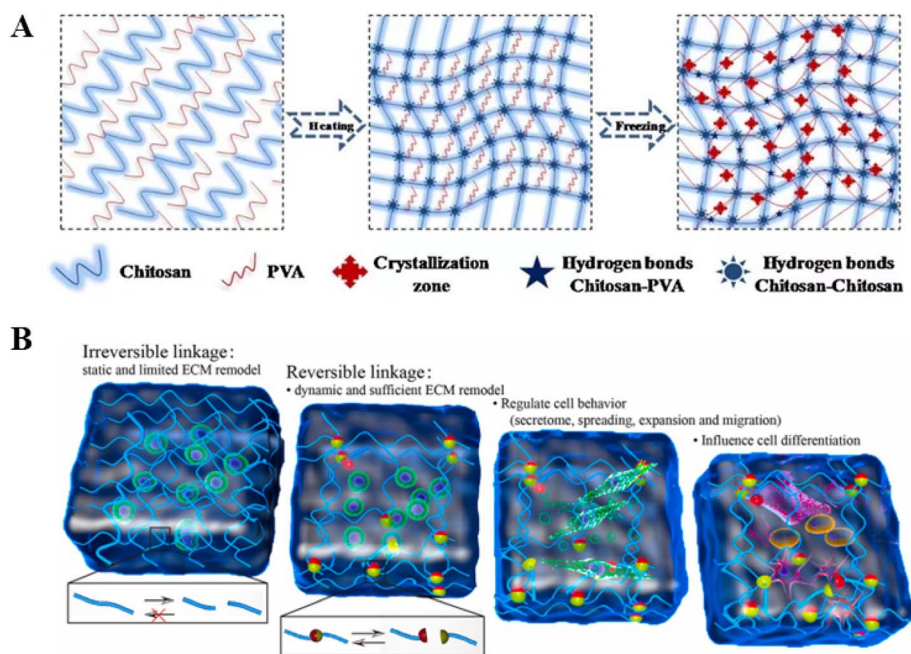 A
Heating
Freezing
Chitosan
PVA
Crystallization
zone
Hydrogen bonds
Chitosan-PVA
Hydrogen bonds
Chitosan-Chitosan
B
Irreversible linkage:
static and limited ECM remodel
Reversible linkage:
• dynamic and sufficient ECM remodel
• Regulate cell behavior
(secretome, spreading, expansion and migration)
• Influence cell differentiation